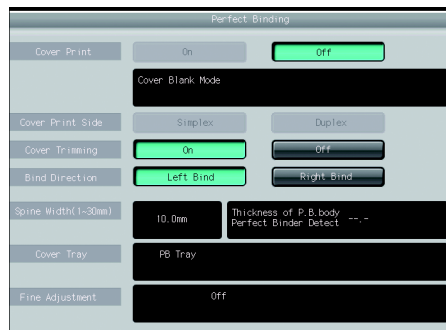 Perfect Binding
Cover Print On Off
Cover Blank Mode
Cover Print Side Simplex Duplex
Cover Trimming On Off
Bind Direction Left Bind Right Bind
Spine Width(1~30mm) 10.0mm Thickness of P.B.body
Perfect Binder Detect --.-
Cover Tray PB Tray
Fine Adjustment Off